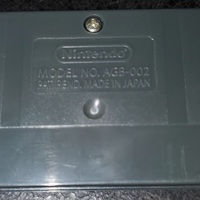 Nintendo
MODEL NO. AGB-002
PAT. PEND. MADE IN JAPAN